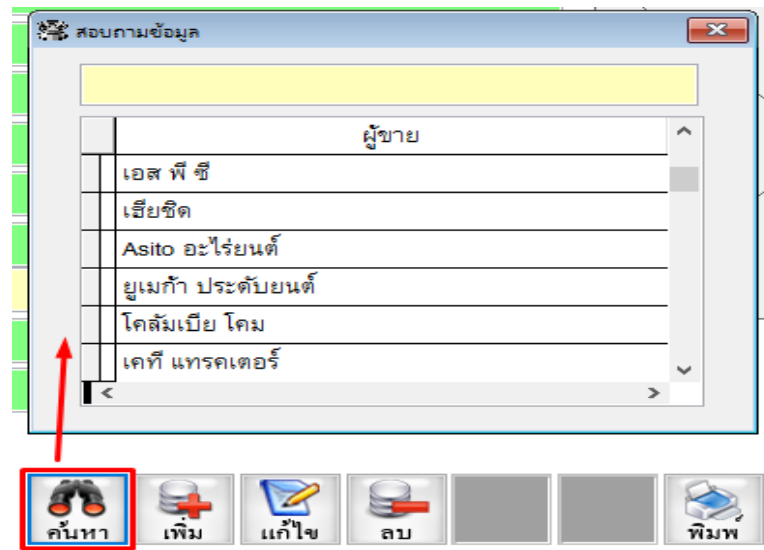 สอบถามข้อมูล
ผู้ขาย
เอส พี ซี
เฮียชิด
Asito อะไร่ยนต์
ยูเมก้า ประดับยนต์
โคลัมเบีย โคม
เคที แทรคเตอร์
ค้นหา
เพิ่ม
แก้ไข
ลบ
พิมพ์